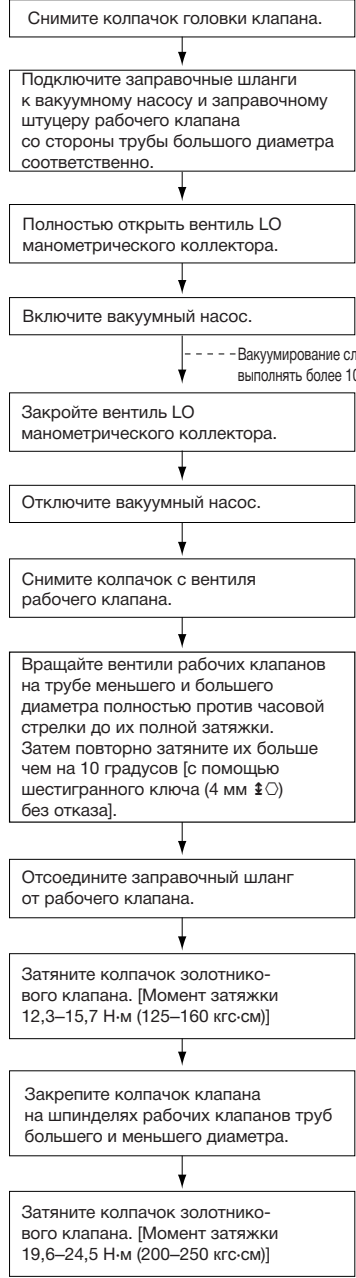 Снимите колпачок головки клапана.
Подключите заправочные шланги
к вакуумному насосу и заправочному
штуцеру рабочего клапана
со стороны трубы большого диаметра
соответственно.
Полностью открыть вентиль LO
манометрического коллектора.
Включите вакуумный насос.
Вакуумирование
выполнять более
Закройте вентиль LO
манометрического коллектора.
Отключите вакуумный насос.
Снимите колпачок с вентиля
рабочего клапана.
Вращайте вентили рабочих клапанов
на трубе меньшего и большего
диаметра полностью против часовой
стрелки до их полной затяжки.
Затем повторно затяните их больше
чем на 10 градусов [с помощью
шестигранного ключа (4 мм ⬍⬡)
без отказа].
Отсоедините заправочный шланг
от рабочего клапана.
Затяните колпачок золотнико-
вого клапана. [Момент затяжки
12,3–15,7 Н·м (125–160 кгс·см)]
Закрепите колпачок клапана
на шпинделях рабочих клапанов труб
большего и меньшего диаметра.
Затяните колпачок золотнико-
вого клапана. [Момент затяжки
19,6–24,5 Н·м (200–250 кгс·см)]